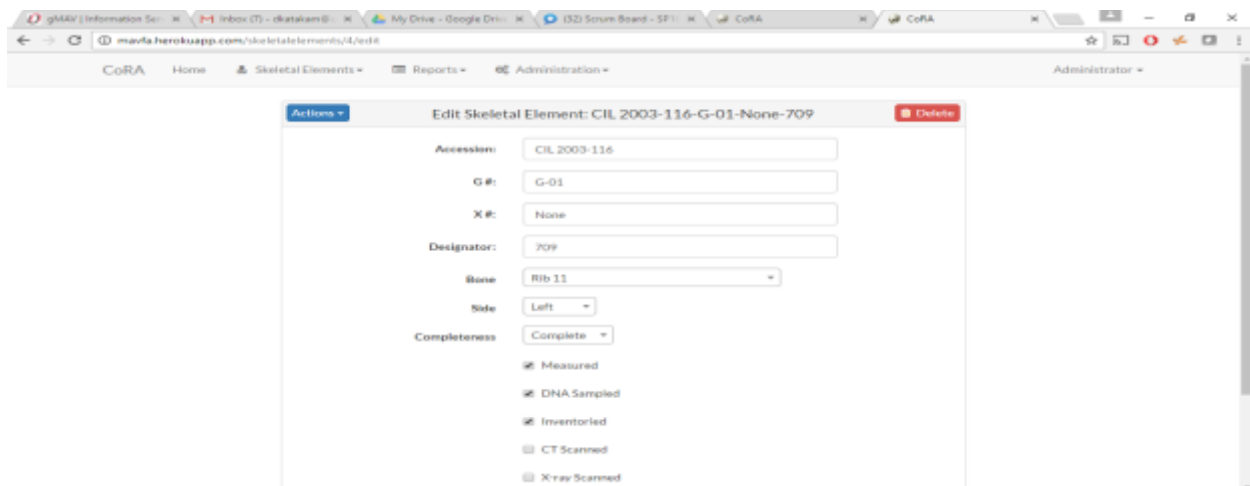 gMAV | Information Ser
Inbox (7) - dkatakam@
My Drive - Google Driv
(32) Scrum Board - SP1
CoRA
CoRA
mavfa.herokuapp.com/skeletalelements/4/edit
CoRA Home Skeletal Elements Reports Administration Administrator
Actions Edit Skeletal Element: CIL 2003-116-G-01-None-709 Delete
Accession: CIL 2003-116
G #: G-01
X #: None
Designator: 709
Bone Rib 11
Side Left
Completeness Complete
Measured
DNA Sampled
Inventoried
CT Scanned
X-ray Scanned